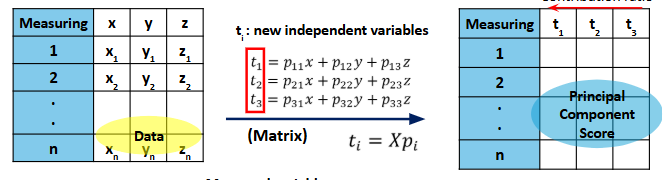 Measuring x y z
1 x1 y1 z1
2 x2 y2 z2
.
.
n xn yn zn
Data
ti : new independent variables
t1 = p11x + p12y + p13z
t2 = p21x + p22y + p23z
t3 = p31x + p32y + p33z
(Matrix) ti = Xpi
Measuring t1 t2 t3
1
2
.
.
n
Principal
Component
Score